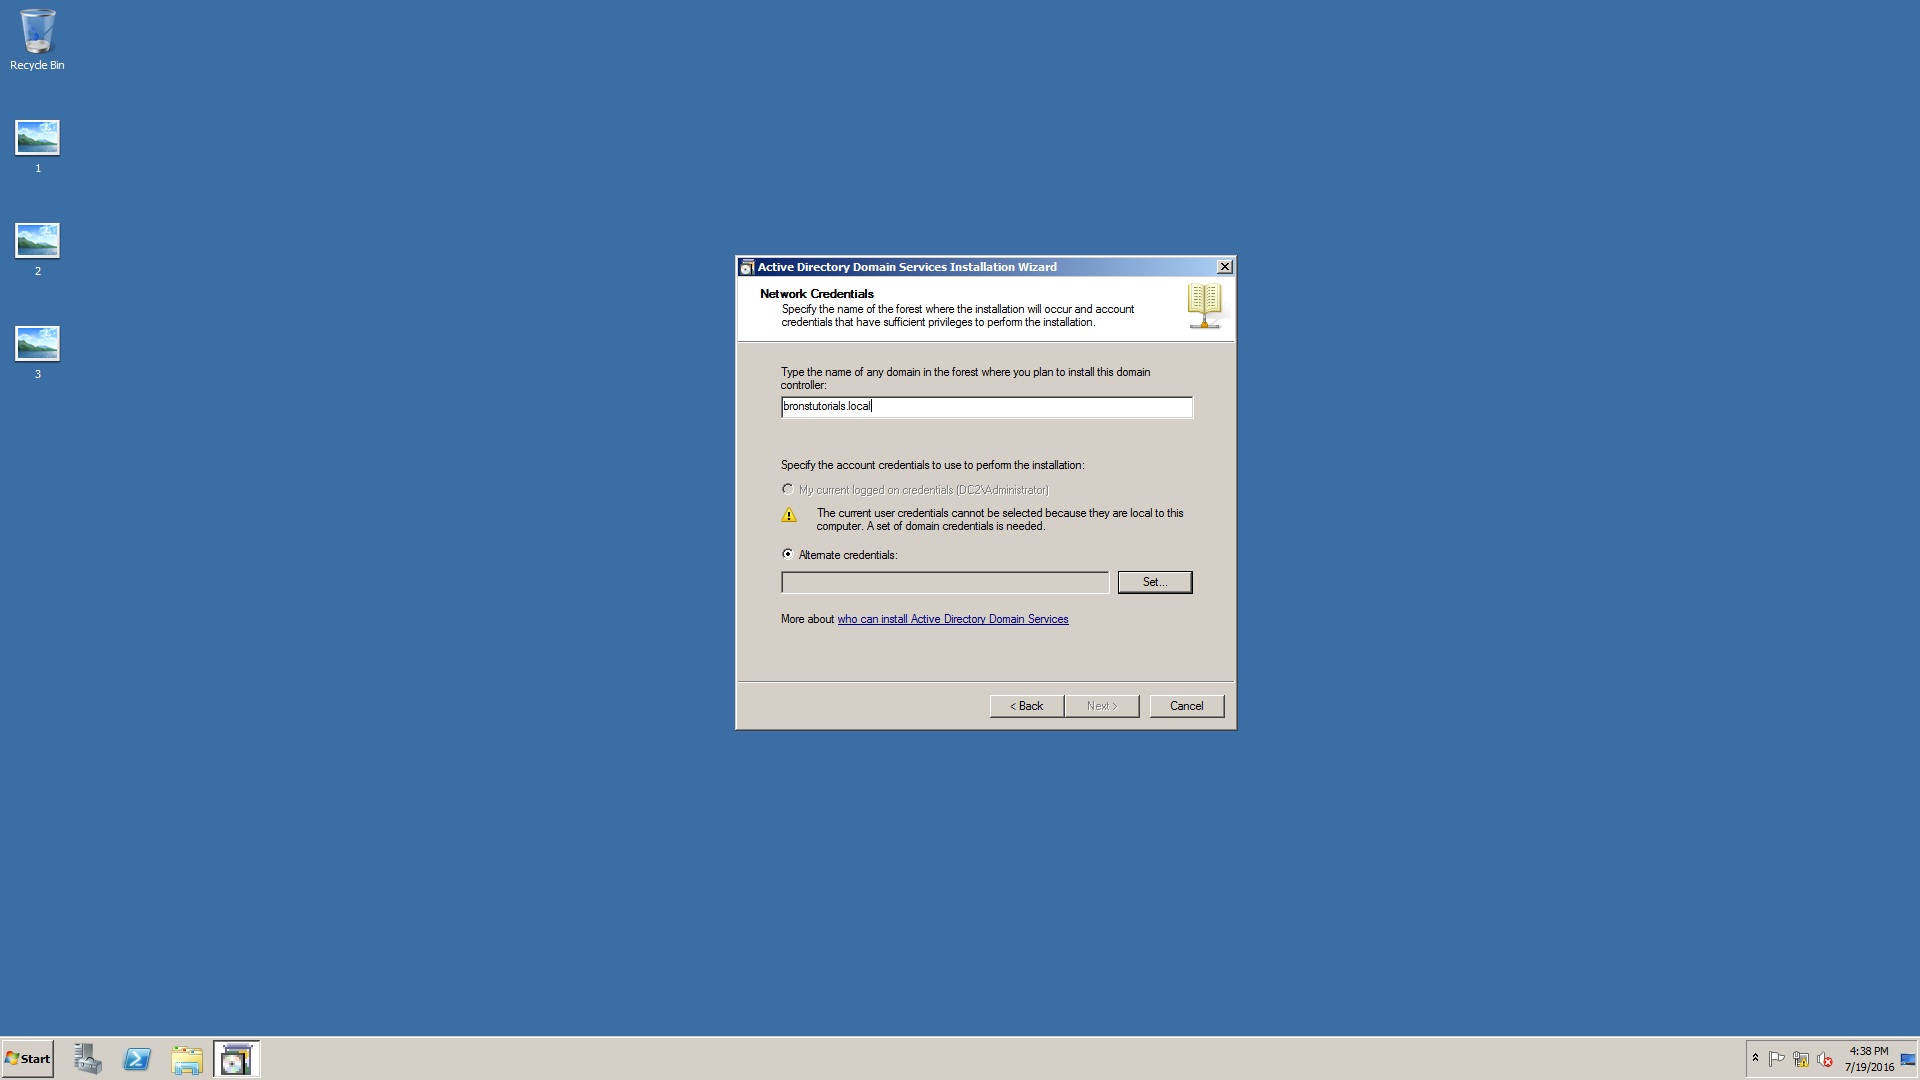 Recycle Bin
1
2
3
Active Directory Domain Services Installation Wizard
Network Credentials
Specify the name of the forest where the installation will occur and account
credentials that have sufficient privileges to perform the installation.
Type the name of any domain in the forest where you plan to install this domain
controller:
bronstutorials.local
Specify the account credentials to use to perform the installation:
My current logged on credentials (DC2\Administrator)
The current user credentials cannot be selected because they are local to this
computer. A set of domain credentials is needed.
Alternate credentials:
Set...
More about who can install Active Directory Domain Services
< Back
Next >
Cancel
Start
4:38 PM
7/19/2016